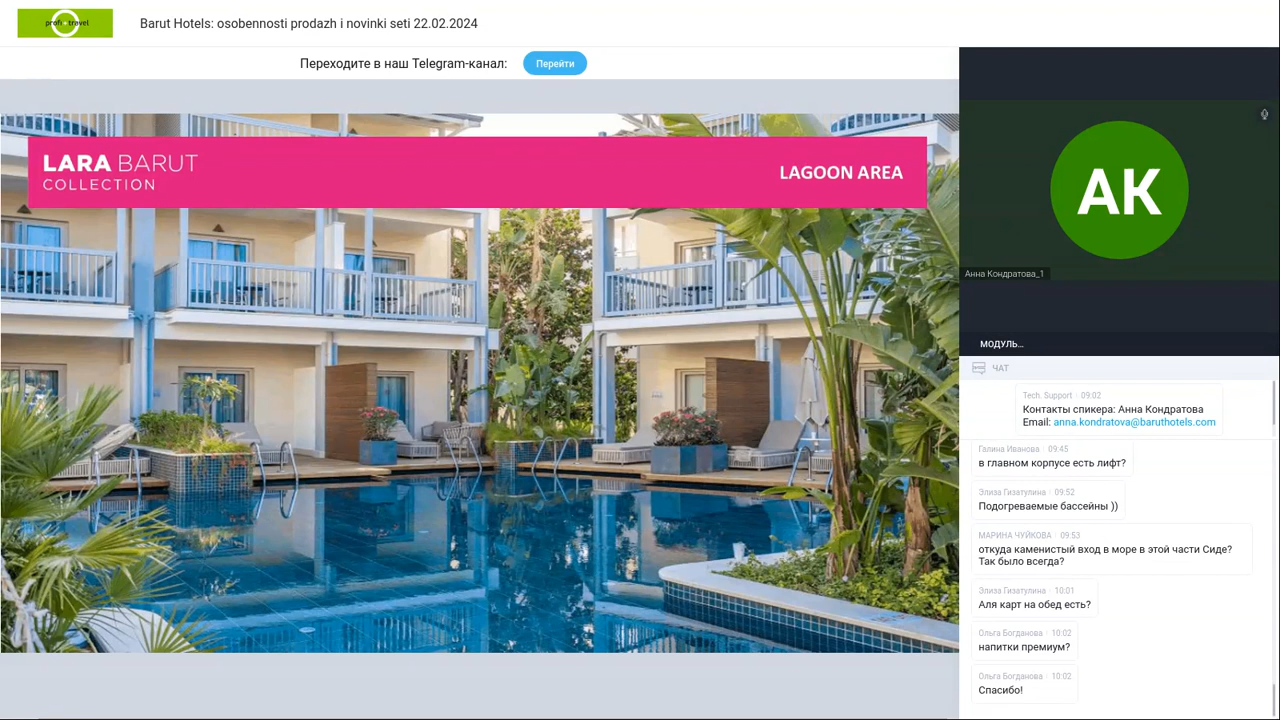 profi travel
Barut Hotels: osobennosti prodazh i novinki seti 22.02.2024
Переходите в наш Telegram-канал:
Перейти
LARA BARUT
COLLECTION
LAGOON AREA
АК
Анна Кондратова_1
МОДУЛЬ...
ЧАТ
Tech. Support 09:02
Контакты спикера: Анна Кондратова
Email: anna.kondratova@baruthotels.com
Галина Иванова 09:45
в главном корпусе есть лифт?
Элиза Гизатулина 09:52
Подогреваемые бассейны ))
МАРИНА ЧУЙКОВА 09:53
откуда каменистый вход в море в этой части Сиде?
Так было всегда?
Элиза Гизатулина 10:01
Аля карт на обед есть?
Ольга Богданова 10:02
напитки премиум?
Ольга Богданова 10:02
Спасибо!